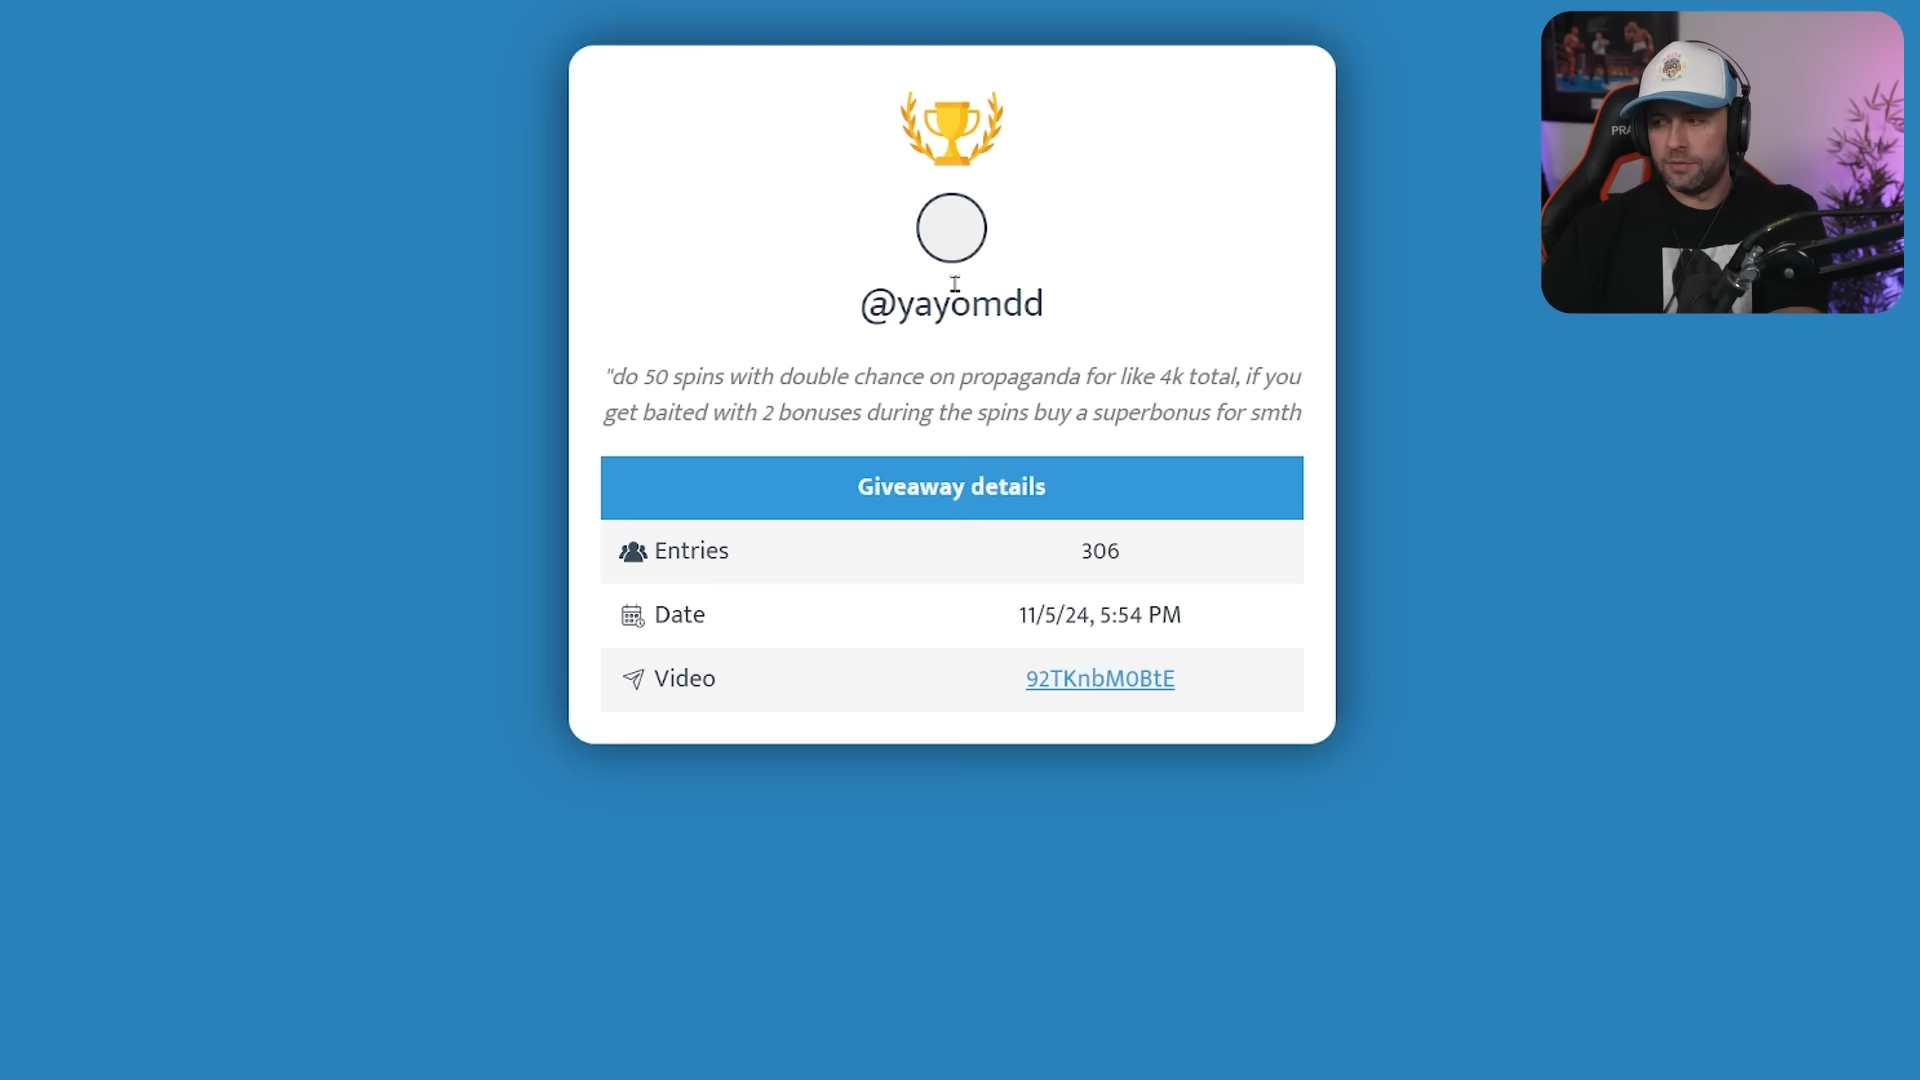 @yayomdd
"do 50 spins with double chance on propaganda for like 4k total, if you
get baited with 2 bonuses during the spins buy a superbonus for smth
Giveaway details
Entries 306
Date 11/5/24, 5:54 PM
Video 92TKnbM0BtE
PRA